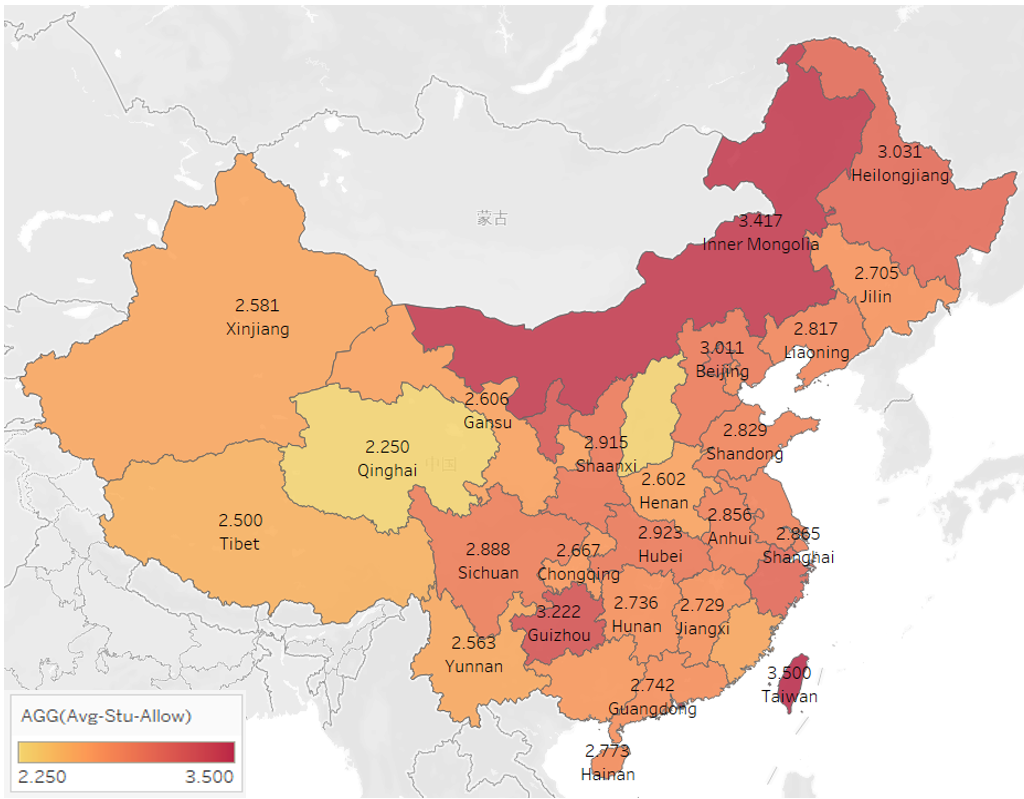 3.031
Heilongjiang
蒙古
3.417
Inner Mongolia
2.705
Jilin
2.581
Xinjiang
2.817
Liaoning
3.011
Beijing
2.606
Gansu
2.829
Shandong
2.915
Shaanxi
2.250
Qinghai
中国
2.602
Henan
2.500
Tibet
2.856
Anhui
2.923
Hubei
2.865
Shanghai
2.888
Sichuan
2.667
Chongqing
3.222
Guizhou
2.736
Hunan
2.729
Jiangxi
2.563
Yunnan
3.500
Taiwan
2.742
Guangdong
2.773
Hainan
AGG(Avg-Stu-Allow)
2.250 3.500